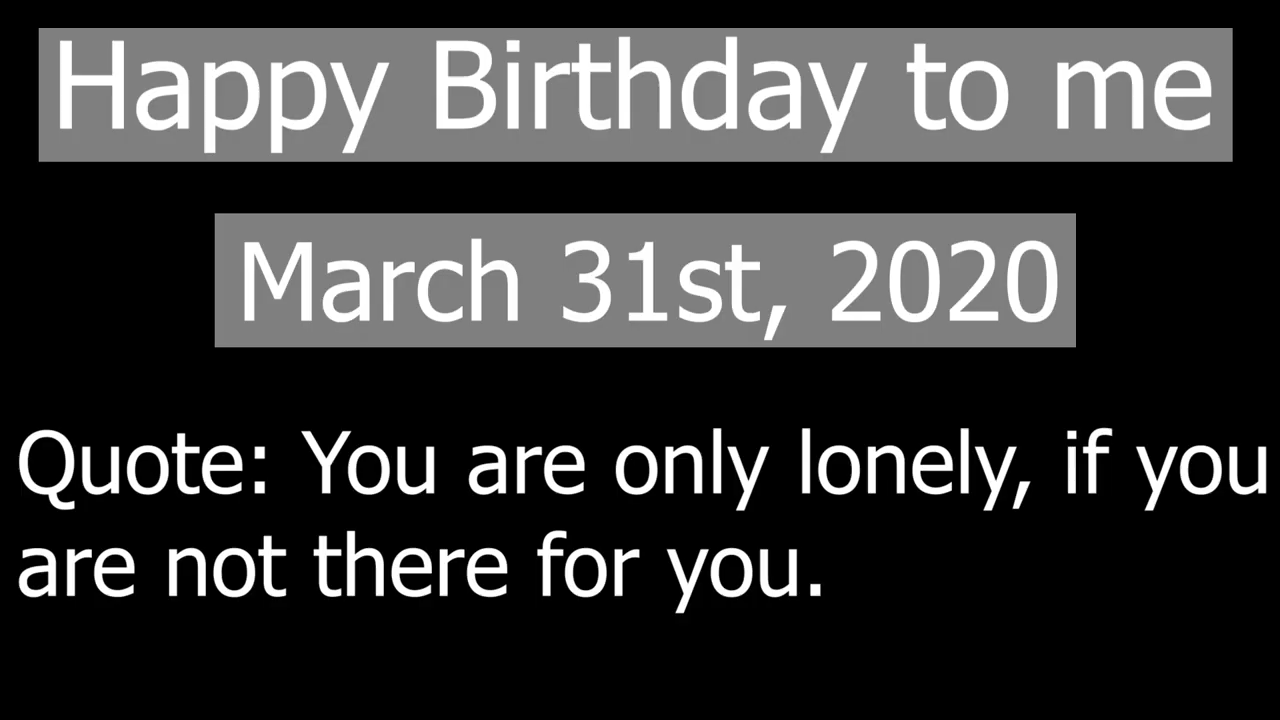 Happy Birthday to me
March 31st, 2020
Quote: You are only lonely, if you
are not there for you.